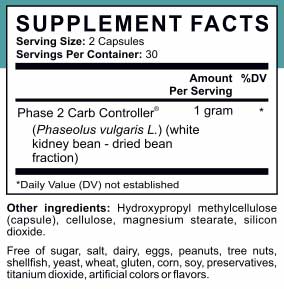 SUPPLEMENT FACTS
Serving Size: 2 Capsules
Servings Per Container: 30
Amount Per Serving %DV
Phase 2 Carb Controller® 1 gram *
(Phaseolus vulgaris L.) (white
kidney bean - dried bean
fraction)
*Daily Value (DV) not established
Other ingredients: Hydroxypropyl methylcellulose
(capsule), cellulose, magnesium stearate, silicon
dioxide.
Free of sugar, salt, dairy, eggs, peanuts, tree nuts,
shellfish, yeast, wheat, gluten, corn, soy, preservatives,
titanium dioxide, artificial colors or flavors.